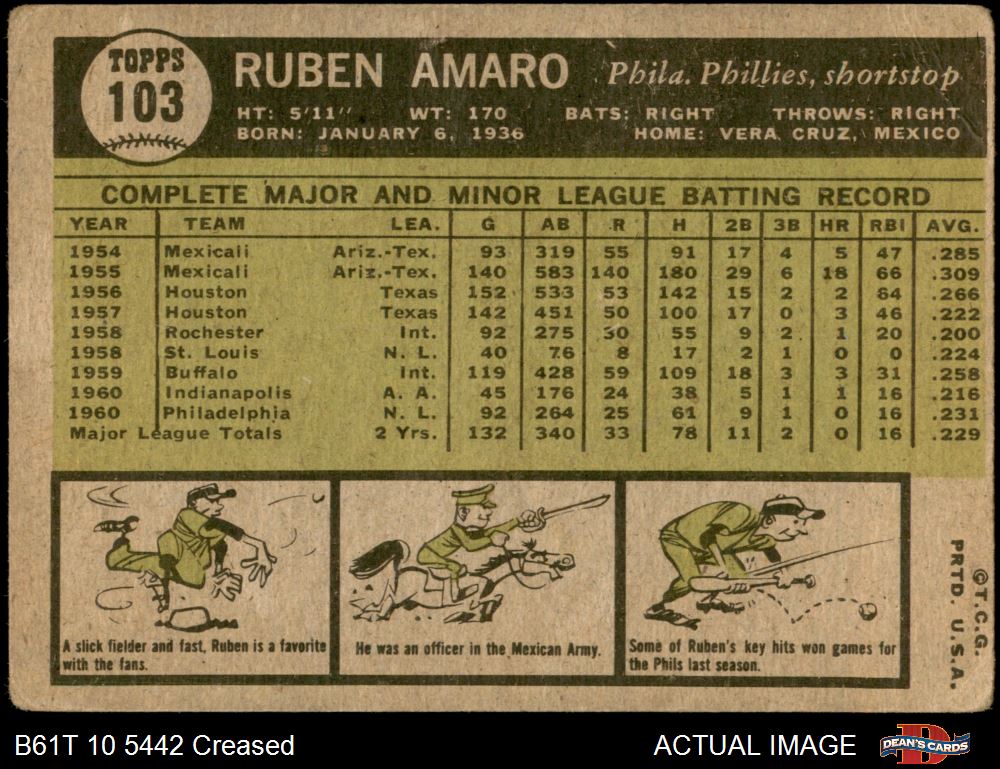 TOPPS
103
RUBEN AMARO Phila. Phillies, shortstop
HT: 5'11" WT: 170 BATS: RIGHT THROWS: RIGHT
BORN: JANUARY 6, 1936 HOME: VERA CRUZ, MEXICO
COMPLETE MAJOR AND MINOR LEAGUE BATTING RECORD
YEAR TEAM LEA. G AB R H 2B 3B HR RBI AVG.
1954 Mexicali Ariz.-Tex. 93 319 55 91 17 4 5 47 .285
1955 Mexicali Ariz.-Tex. 140 583 140 180 29 6 18 66 .309
1956 Houston Texas 152 533 53 142 15 2 2 64 .266
1957 Houston Texas 142 451 50 100 17 0 3 46 .222
1958 Rochester Int. 92 275 30 55 9 2 1 20 .200
1958 St. Louis N. L. 40 76 8 17 2 1 0 0 .224
1959 Buffalo Int. 119 428 59 109 18 3 3 31 .258
1960 Indianapolis A. A. 45 176 24 38 5 1 1 16 .216
1960 Philadelphia N. L. 92 264 25 61 9 1 0 16 .231
Major League Totals 2 Yrs. 132 340 33 78 11 2 0 16 .229
A slick fielder and fast, Ruben is a favorite
with the fans.
He was an officer in the Mexican Army.
Some of Ruben's key hits won games for
the Phils last season.
©T.C.G.
PRTD. U.S.A.
B61T 10 5442 Creased
ACTUAL IMAGE
DEAN'S CARDS